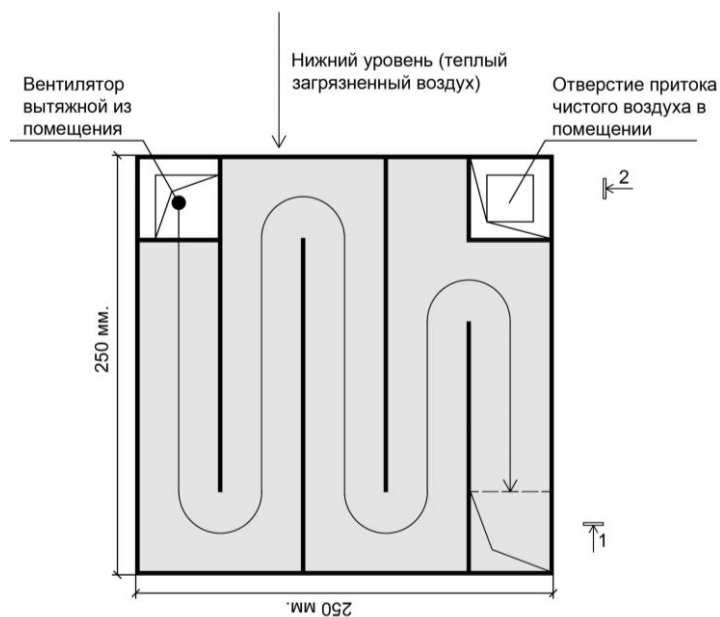 Нижний уровень (теплый
загрязненный воздух)
Вентилятор
вытяжной из
помещения
Отверстие притока
чистого воздуха в
помещении
2
250 мм.
1
250 мм.